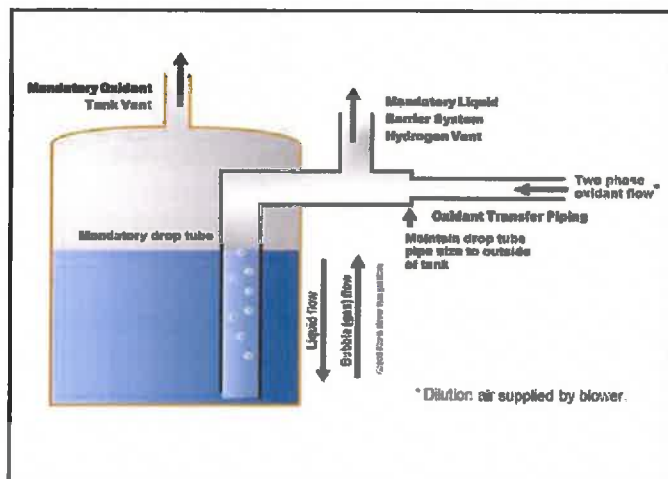 Mandatory Oxidant
Tank Vent
Mandatory Liquid
Barrier System
Hydrogen Vent
Two phase
oxidant flow*
Oxidant Transfer Piping
Mandatory drop tube
Maintain drop tube
pipe size to outside
of tank
Liquid flow
Bubble (gas) flow
* Dilution air supplied by blower.